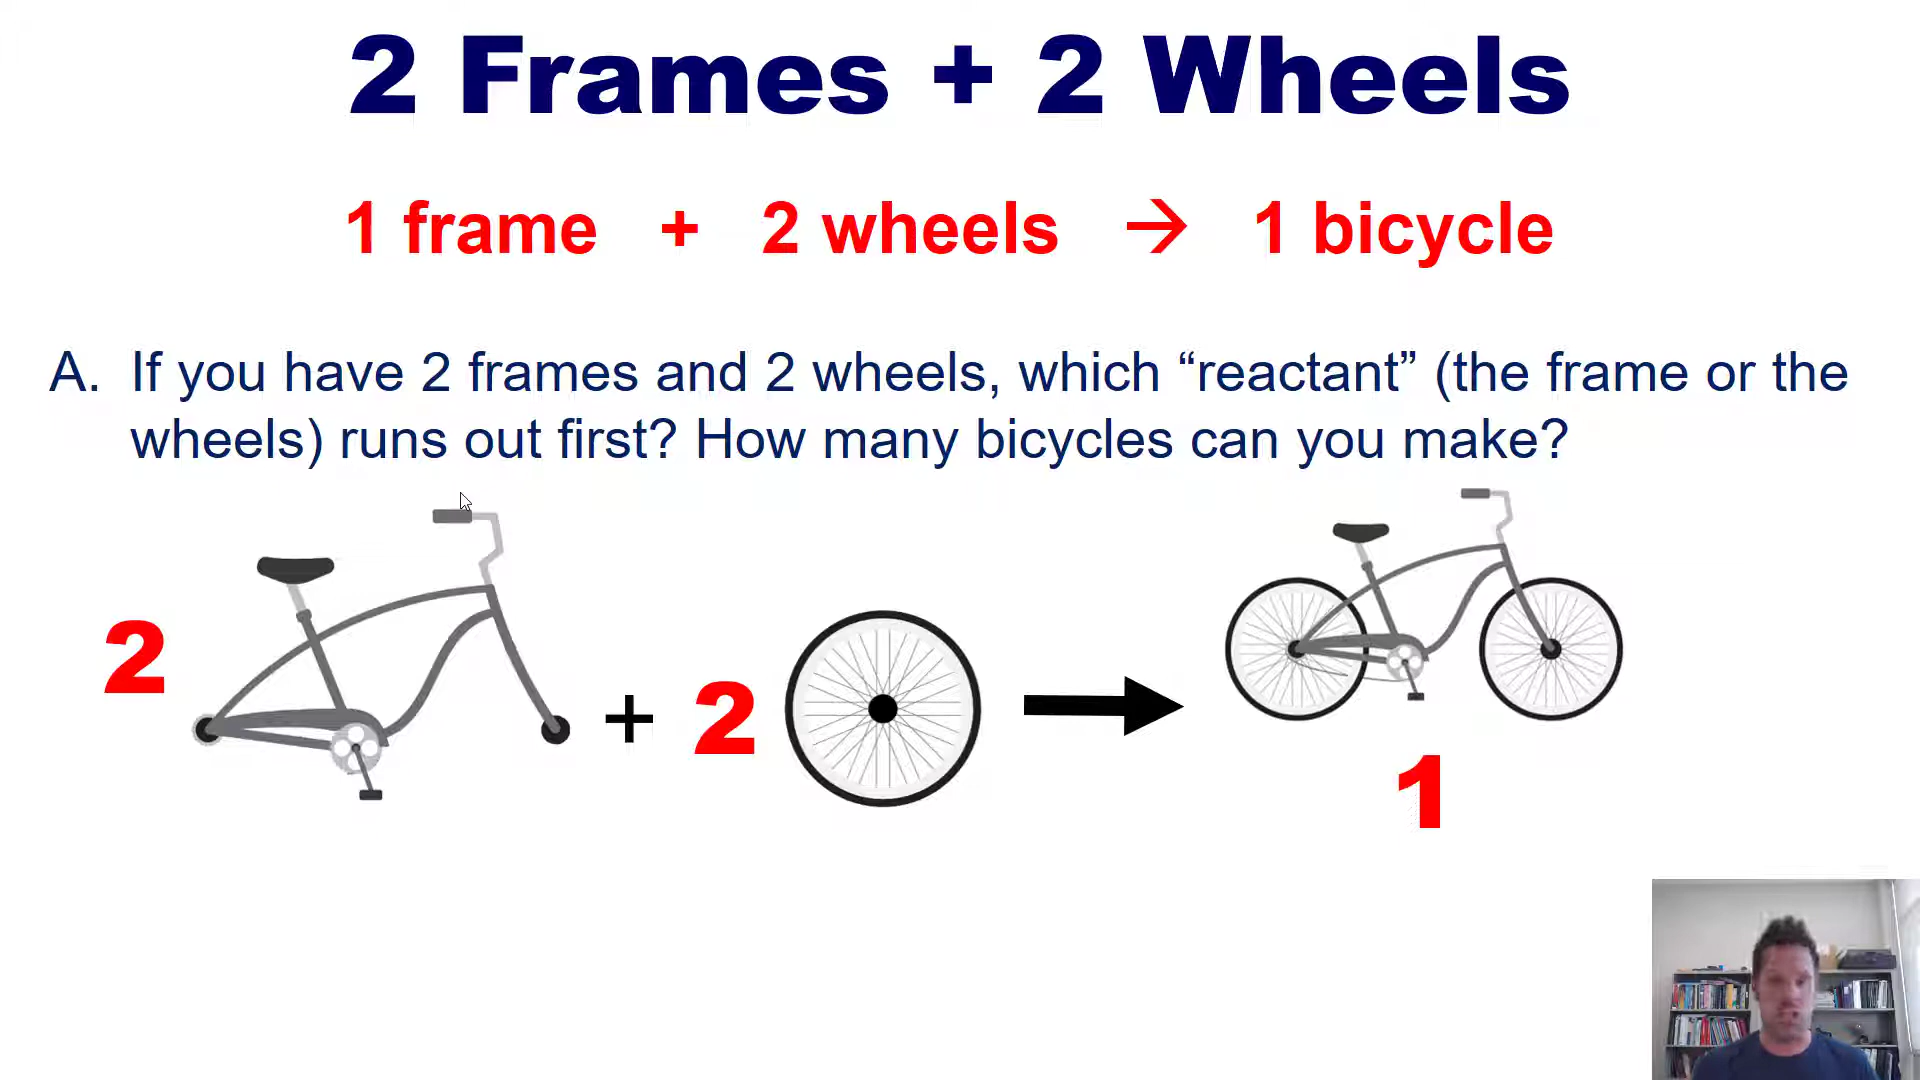 2 Frames + 2 Wheels
1 frame + 2 wheels → 1 bicycle
A. If you have 2 frames and 2 wheels, which “reactant” (the frame or the
wheels) runs out first? How many bicycles can you make?
2 + 2
1